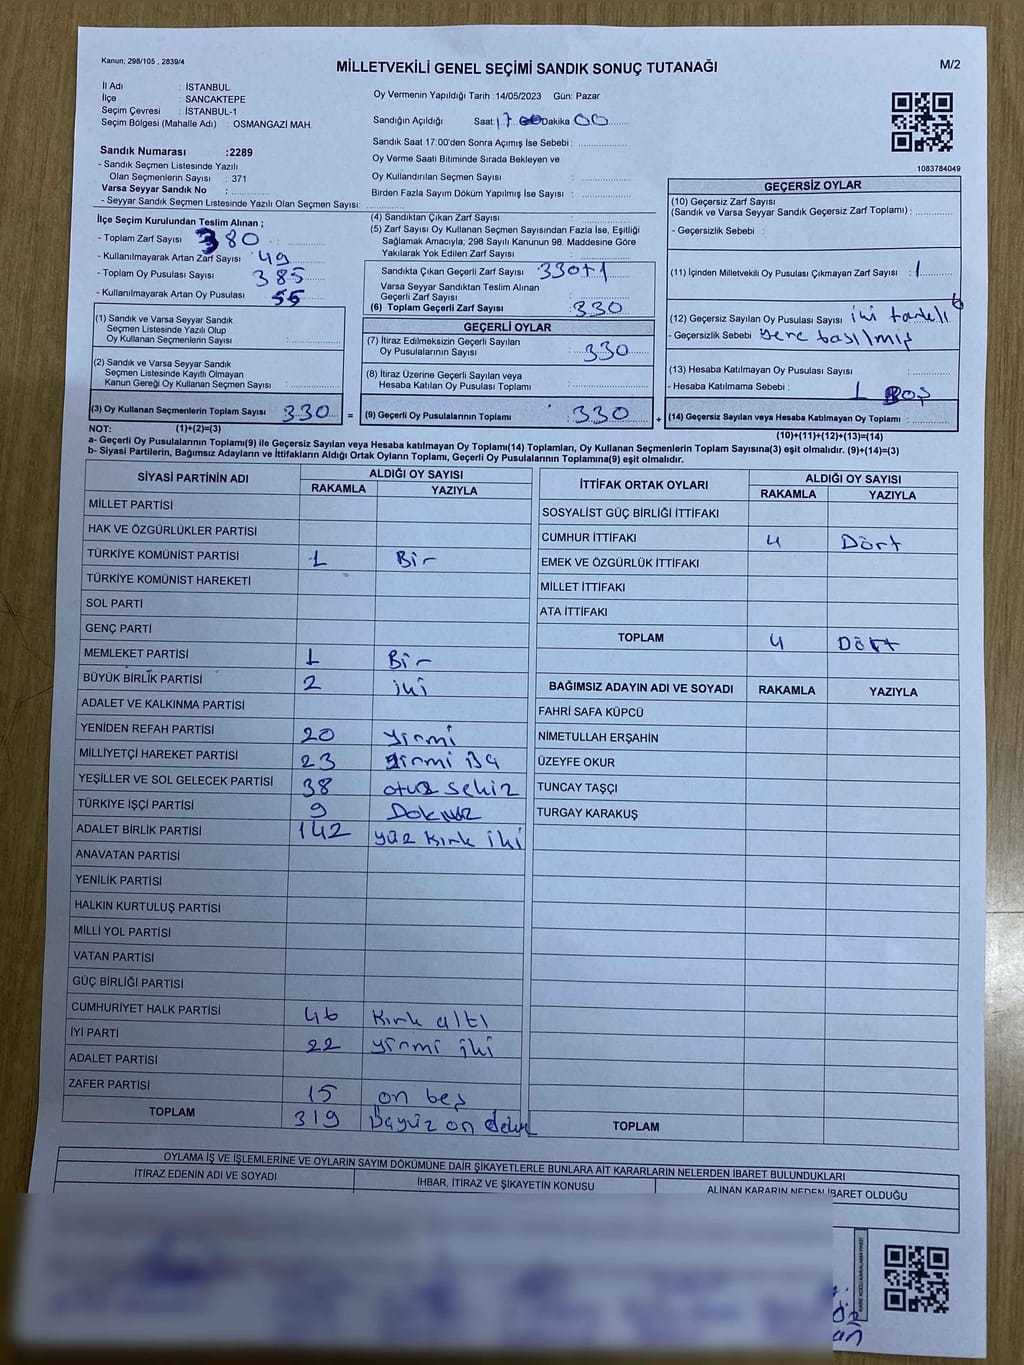 Kanun: 298/105 , 2839/4
MİLLETVEKİLİ GENEL SEÇİMİ SANDIK SONUÇ TUTANAĞI
M/2
İl Adı : İSTANBUL
İlçe : SANCAKTEPE
Seçim Çevresi : İSTANBUL-1
Seçim Bölgesi (Mahalle Adı) : OSMANGAZİ MAH.
Sandık Numarası :2289
- Sandık Seçmen Listesinde Yazılı
Olan Seçmenlerin Sayısı : 371
Varsa Seyyar Sandık No :
- Seyyar Sandık Seçmen Listesinde Yazılı Olan Seçmen Sayısı:
Oy Vermenin Yapıldığı Tarih :14/05/2023 Gün: Pazar
Sandığın Açıldığı Saat: 17 Dakika 00
Sandık Saat 17:00'den Sonra Açımış İse Sebebi :
Oy Verme Saati Bitiminde Sırada Bekleyen ve
Oy Kullandırılan Seçmen Sayısı :
Birden Fazla Sayım Döküm Yapılmış İse Sayısı :
1083784049
İlçe Seçim Kurulundan Teslim Alınan ;
- Toplam Zarf Sayısı : 380
- Kullanılmayarak Artan Zarf Sayısı : 49
- Toplam Oy Pusulası Sayısı : 385
- Kullanılmayarak Artan Oy Pusulası : 55
(1) Sandık ve Varsa Seyyar Sandık
Seçmen Listesinde Yazılı Olup
Oy Kullanan Seçmenlerin Sayısı :
(2) Sandık ve Varsa Seyyar Sandık
Seçmen Listesinde Kayıtlı Olmayan
Kanun Gereği Oy Kullanan Seçmen Sayısı :
(3) Oy Kullanan Seçmenlerin Toplam Sayısı : 330 =
(4) Sandıktan Çıkan Zarf Sayısı :
(5) Zarf Sayısı Oy Kullanan Seçmen Sayısından Fazla İse, Eşitliği
Sağlamak Amacıyla, 298 Sayılı Kanunun 98. Maddesine Göre
Yakılarak Yok Edilen Zarf Sayısı :
Sandıkta Çıkan Geçerli Zarf Sayısı : 330+1
Varsa Seyyar Sandıktan Teslim Alınan
Geçerli Zarf Sayısı :
(6) Toplam Geçerli Zarf Sayısı : 330
GEÇERLİ OYLAR
(7) İtiraz Edilmeksizin Geçerli Sayılan
Oy Pusulalarının Sayısı : 330
(8) İtiraz Üzerine Geçerli Sayılan veya
Hesaba Katılan Oy Pusulası Toplamı :
(9) Geçerli Oy Pusulalarının Toplamı : 330 +
GEÇERSİZ OYLAR
(10) Geçersiz Zarf Sayısı
(Sandık ve Varsa Seyyar Sandık Geçersiz Zarf Toplamı) :
- Geçersizlik Sebebi :
(11) İçinden Milletvekili Oy Pusulası Çıkmayan Zarf Sayısı : 1
(12) Geçersiz Sayılan Oy Pusulası Sayısı : iki farklı 6
- Geçersizlik Sebebi : yere basılmış
(13) Hesaba Katılmayan Oy Pusulası Sayısı :
- Hesaba Katılmama Sebebi : 1 Boş
(14) Geçersiz Sayılan veya Hesaba Katılmayan Oy Toplamı :
NOT: (1)+(2)=(3)
(10)+(11)+(12)+(13)=(14)
a- Geçerli Oy Pusulalarının Toplamı(9) ile Geçersiz Sayılan veya Hesaba katılmayan Oy Toplamı(14) Toplamları, Oy Kullanan Seçmenlerin Toplam Sayısına(3) eşit olmalıdır. (9)+(14)=(3)
b- Siyasi Partilerin, Bağımsız Adayların ve İttifakların Aldığı Ortak Oyların Toplamı, Geçerli Oy Pusulalarının Toplamına(9) eşit olmalıdır.
SİYASİ PARTİNİN ADI ALDIĞI OY SAYISI
RAKAMLA YAZIYLA
MİLLET PARTİSİ
HAK VE ÖZGÜRLÜKLER PARTİSİ
TÜRKİYE KOMÜNİST PARTİSİ 1 Bir
TÜRKİYE KOMÜNİST HAREKETİ
SOL PARTİ
GENÇ PARTİ
MEMLEKET PARTİSİ 1 Bir
BÜYÜK BİRLİK PARTİSİ 2 iki
ADALET VE KALKINMA PARTİSİ
YENİDEN REFAH PARTİSİ 20 yirmi
MİLLİYETÇİ HAREKET PARTİSİ 23 yirmi üç
YEŞİLLER VE SOL GELECEK PARTİSİ 38 otuz sekiz
TÜRKİYE İŞÇİ PARTİSİ 9 Dokuz
ADALET BİRLİK PARTİSİ 142 yüz kırk iki
ANAVATAN PARTİSİ
YENİLİK PARTİSİ
HALKIN KURTULUŞ PARTİSİ
MİLLİ YOL PARTİSİ
VATAN PARTİSİ
GÜÇ BİRLİĞİ PARTİSİ
CUMHURİYET HALK PARTİSİ 46 kırk altı
İYİ PARTİ 22 yirmi iki
ADALET PARTİSİ
ZAFER PARTİSİ 15 on beş
TOPLAM 319 on
İTTİFAK ORTAK OYLARI ALDIĞI OY SAYISI
RAKAMLA YAZIYLA
SOSYALİST GÜÇ BİRLİĞİ İTTİFAKI
CUMHUR İTTİFAKI 4 Dört
EMEK VE ÖZGÜRLÜK İTTİFAKI
MİLLET İTTİFAKI
ATA İTTİFAKI
TOPLAM 4 Dört
BAĞIMSIZ ADAYIN ADI VE SOYADI RAKAMLA YAZIYLA
FAHRİ SAFA KÜPCÜ
NİMETULLAH ERŞAHİN
ÜZEYFE OKUR
TUNCAY TAŞÇI
TURGAY KARAKUŞ
TOPLAM
OYLAMA İŞ VE İŞLEMLERİNE VE OYLARIN SAYIM DÖKÜMÜNE DAİR ŞİKAYETLERLE BUNLARA AİT KARARLARIN NELERDEN İBARET BULUNDUKLARI
İTİRAZ EDENİN ADI VE SOYADI İHBAR, İTİRAZ VE ŞİKAYETİN KONUSU ALINAN KARARIN NEDEN İBARET OLDUĞU